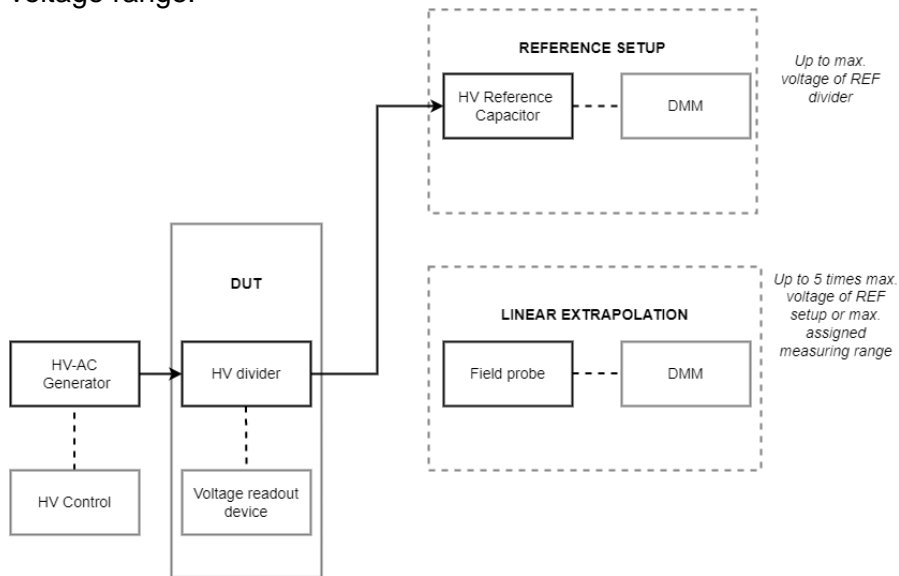 voltage range.
REFERENCE SETUP
HV Reference
Capacitor
DMM
Up to max.
voltage of REF
divider
DUT
LINEAR EXTRAPOLATION
Field probe
DMM
Up to 5 times max.
voltage of REF
setup or max.
assigned
measuring range
HV-AC
Generator
HV divider
HV Control
Voltage readout
device